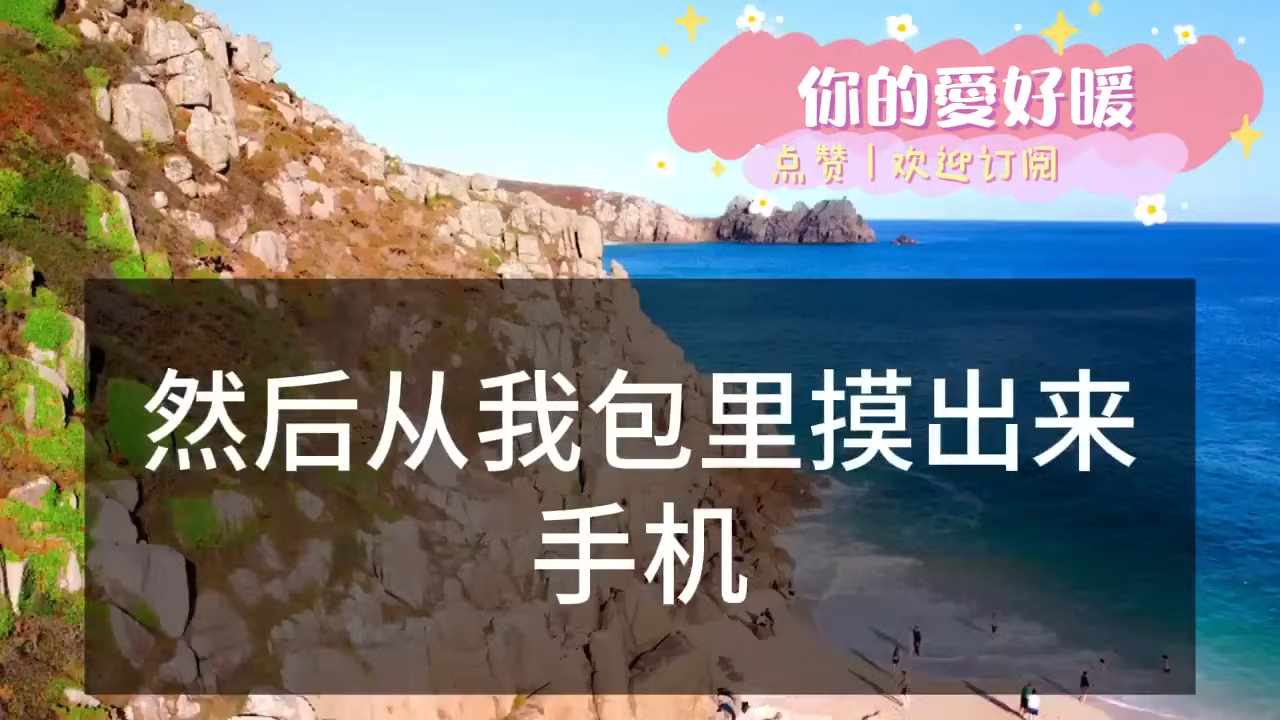 你的愛好暖
点赞 | 欢迎订阅
然后从我包里摸出来
手机